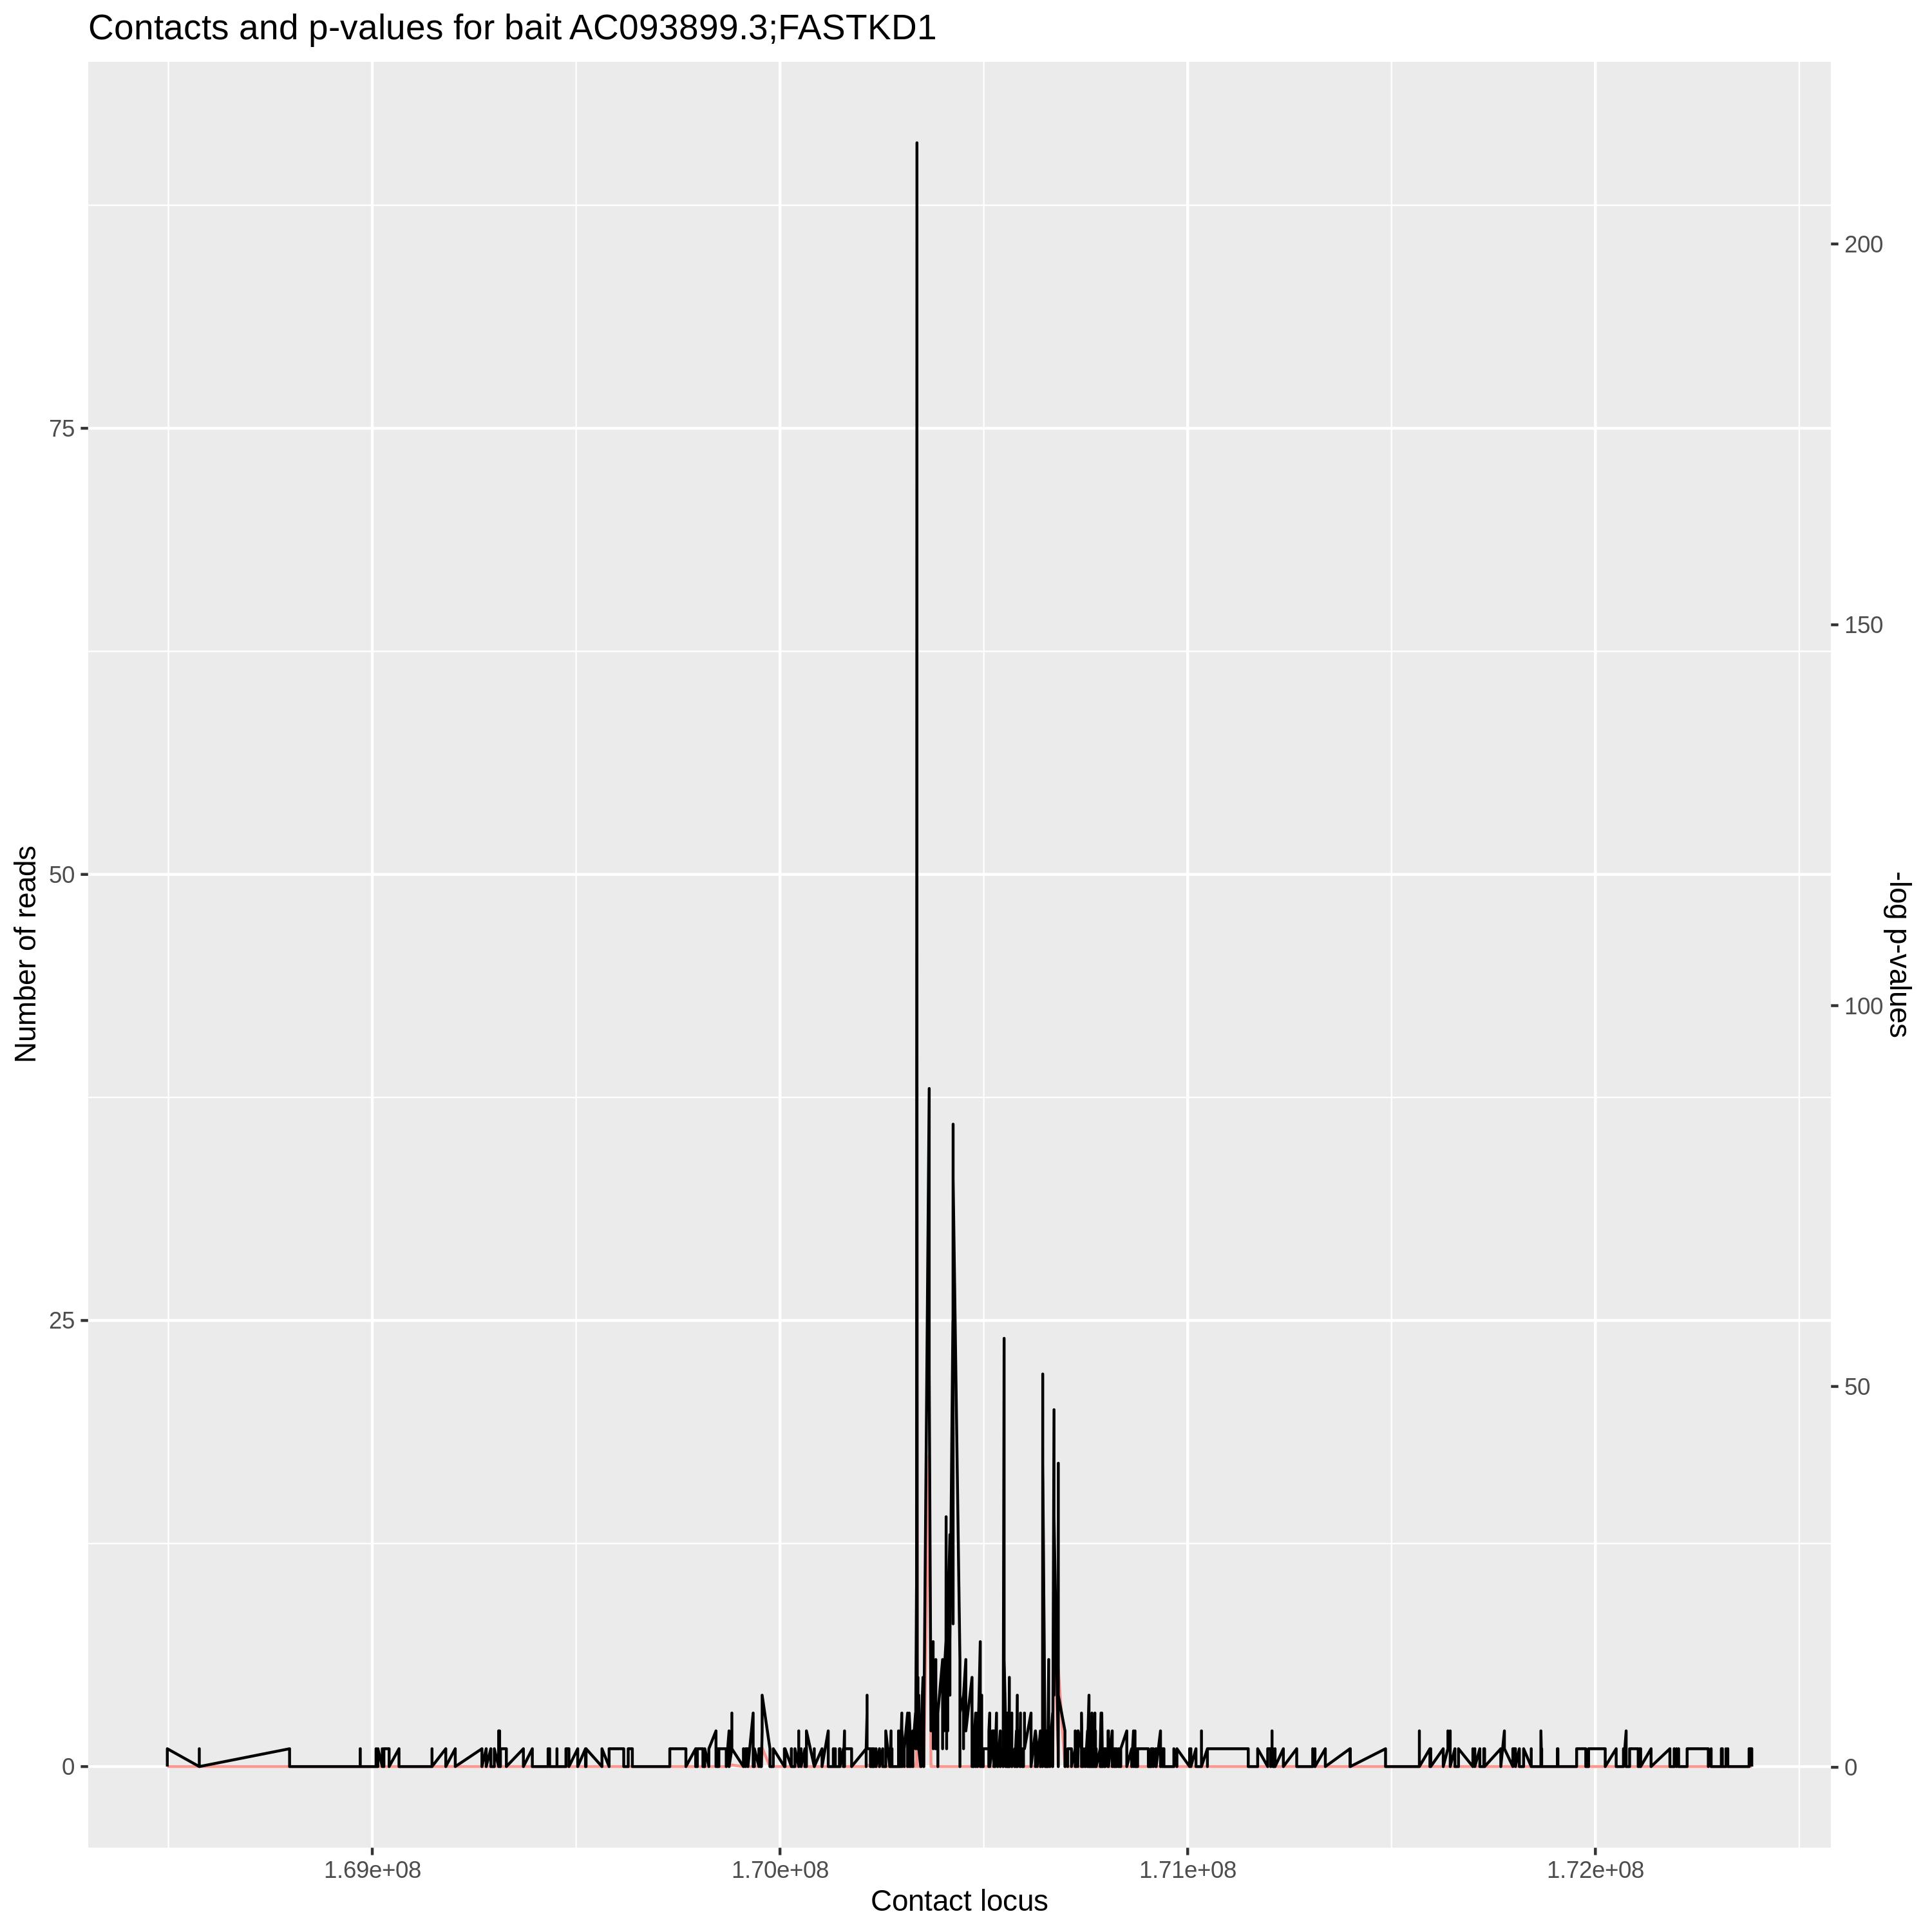 Contacts and p-values for bait AC093899.3;FASTKD1
75
50
25
0
Number of reads
200
150
100
50
0
-log p-values
1.69e+08
1.70e+08
1.71e+08
1.72e+08
Contact locus